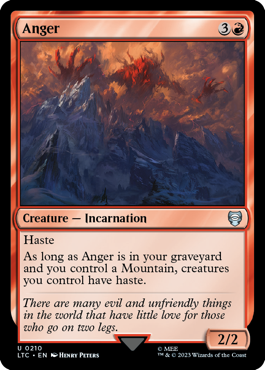 Anger 3
Creature — Incarnation
Haste
As long as Anger is in your graveyard
and you control a Mountain, creatures
you control have haste.
There are many evil and unfriendly things
in the world that have little love for those
who go on two legs.
2/2
U 0210
LTC • EN HENRY PETERS
© MEE
™ & © 2023 Wizards of the Coast